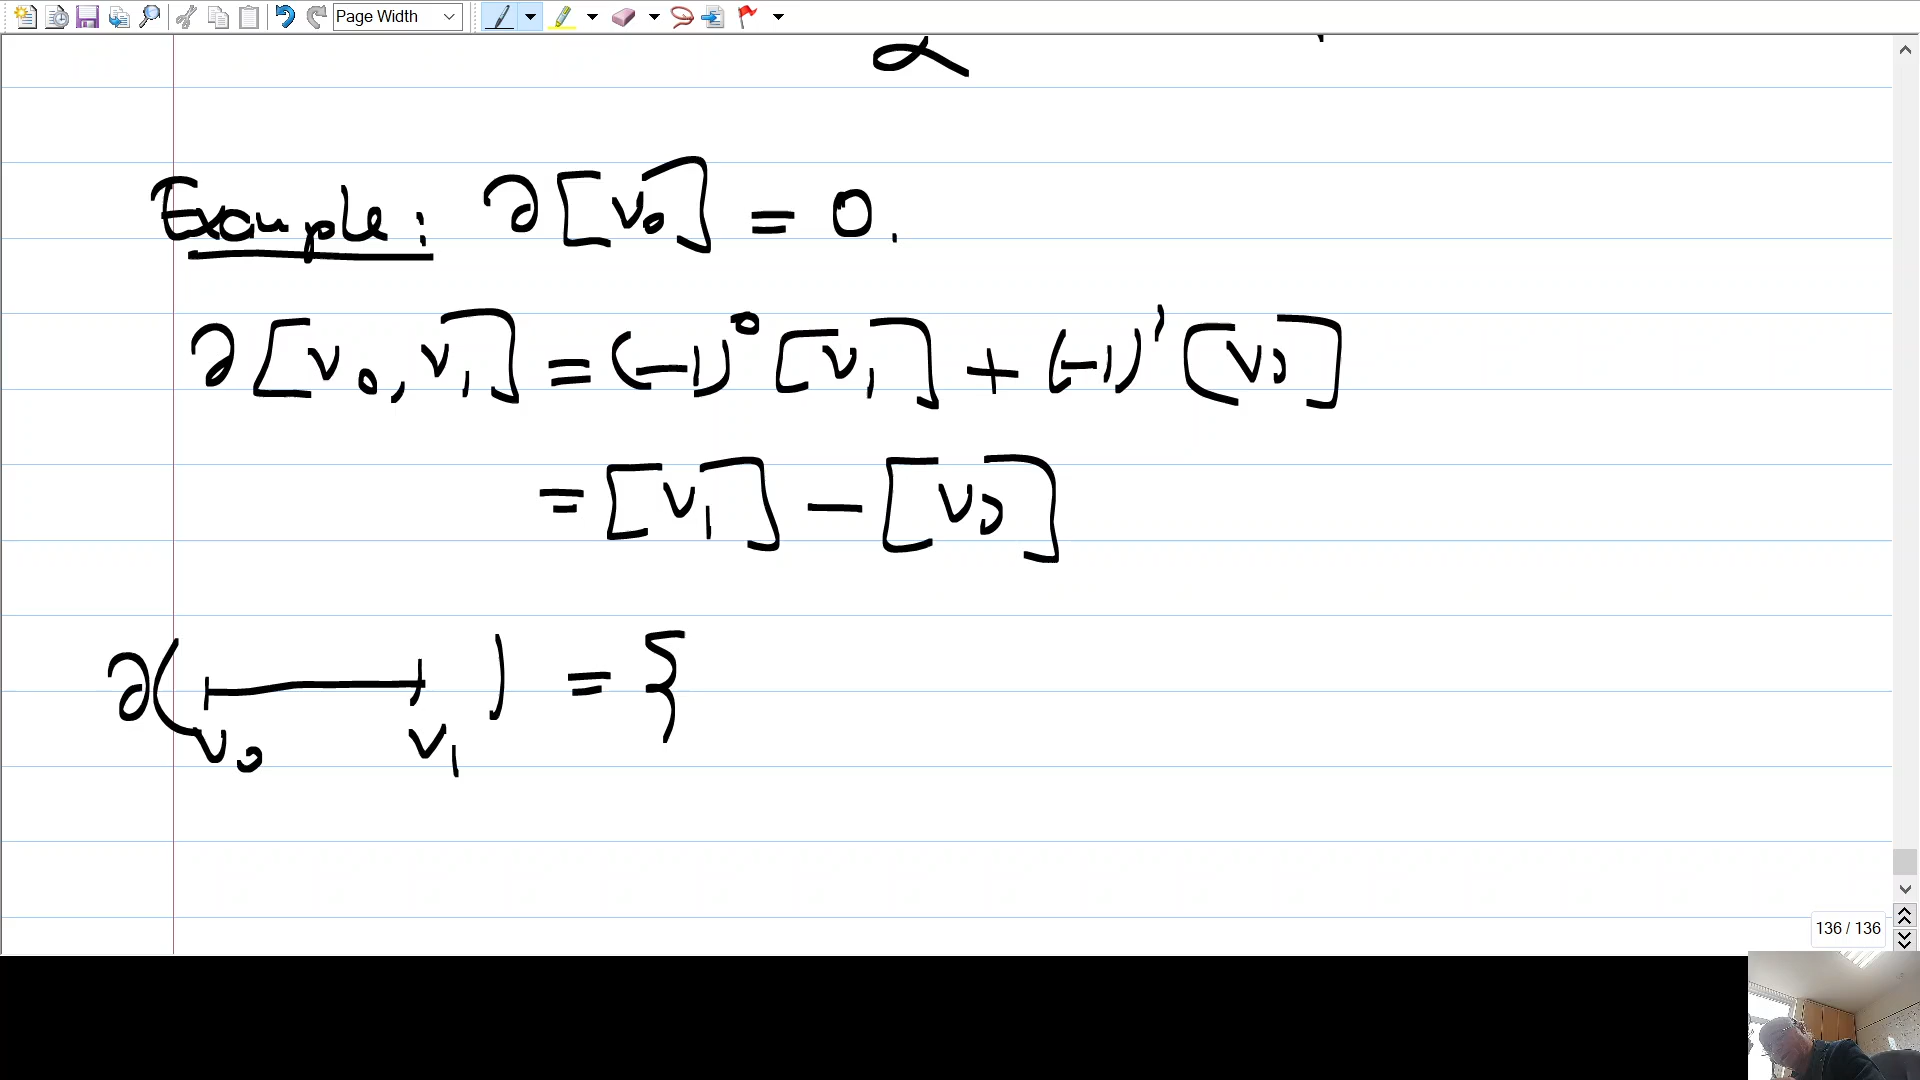 Page Width
α
Example: ∂[v₀] = 0.
∂[v₀, v₁] = (-1)⁰[v₁] + (-1)¹[v₀]
= [v₁] – [v₀]
∂( ) = {
v₀ v₁
136 / 136